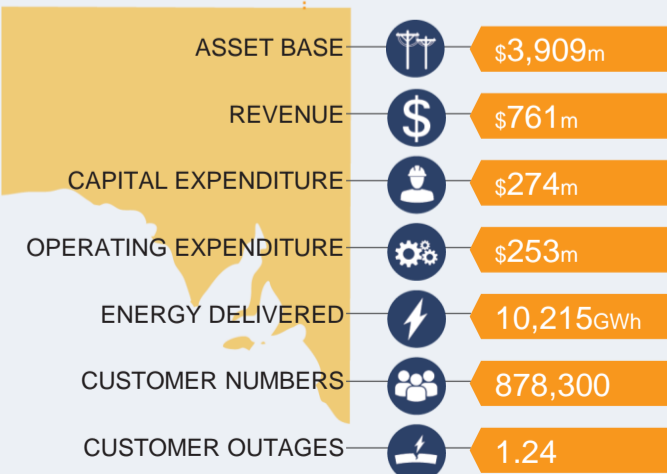 ASSET BASE $3,909m
REVENUE $761m
CAPITAL EXPENDITURE $274m
OPERATING EXPENDITURE $253m
ENERGY DELIVERED 10,215GWh
CUSTOMER NUMBERS 878,300
CUSTOMER OUTAGES 1.24